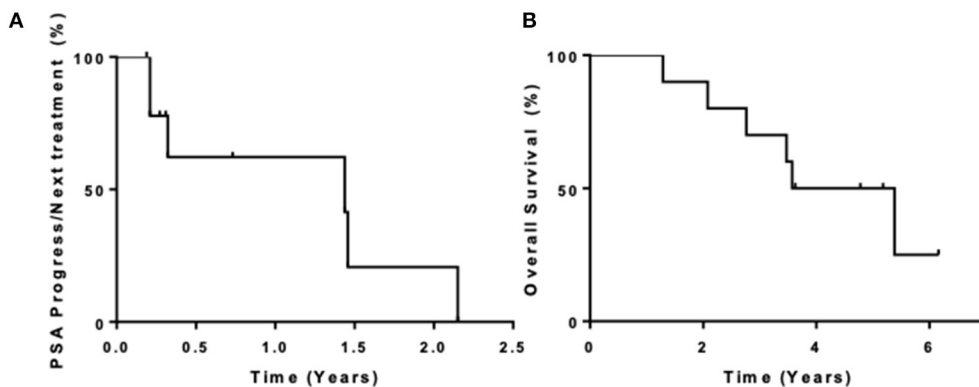 A
PSA Progress/Next treatment (%)
100
50
0
0.0 0.5 1.0 1.5 2.0 2.5
Time (Years)
B
Overall Survival (%)
100
50
0
0 2 4 6
Time (Years)